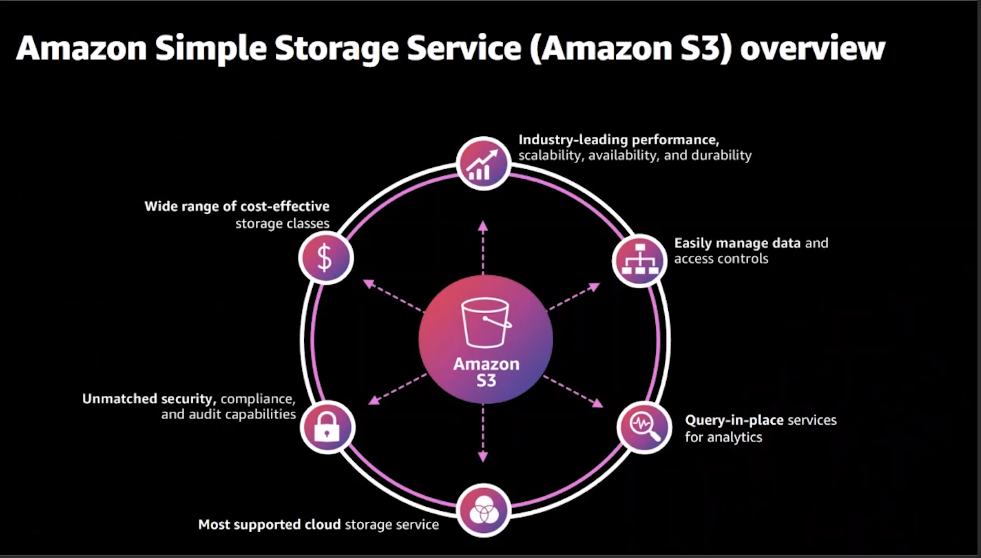 Amazon Simple Storage Service (Amazon S3) overview
Industry-leading performance,
scalability, availability, and durability
Wide range of cost-effective
storage classes
$
Easily manage data and
access controls
Amazon
S3
Unmatched security, compliance,
and audit capabilities
Query-in-place services
for analytics
Most supported cloud storage service